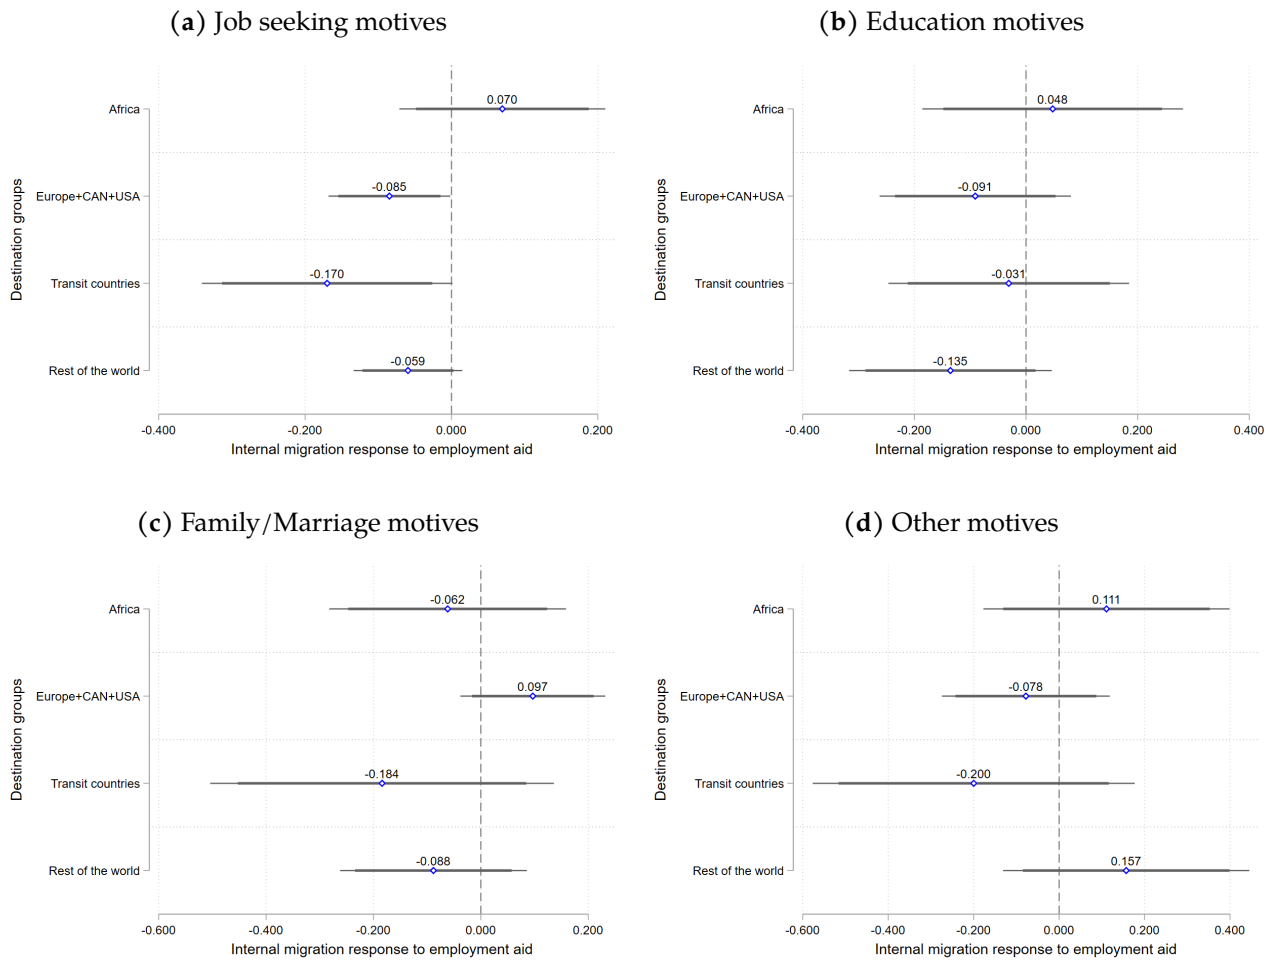 (a) Job seeking motives
Destination groups
Africa
Europe+CAN+USA
Transit countries
Rest of the world
0.070
-0.085
-0.170
-0.059
-0.400 -0.200 0.000 0.200
Internal migration response to employment aid
(b) Education motives
Destination groups
Africa
Europe+CAN+USA
Transit countries
Rest of the world
0.048
-0.091
-0.031
-0.135
-0.400 -0.200 0.000 0.200 0.400
Internal migration response to employment aid
(c) Family/Marriage motives
Destination groups
Africa
Europe+CAN+USA
Transit countries
Rest of the world
-0.062
0.097
-0.184
-0.088
-0.600 -0.400 -0.200 0.000 0.200
Internal migration response to employment aid
(d) Other motives
Destination groups
Africa
Europe+CAN+USA
Transit countries
Rest of the world
0.111
-0.078
-0.200
0.157
-0.600 -0.400 -0.200 0.000 0.200 0.400
Internal migration response to employment aid